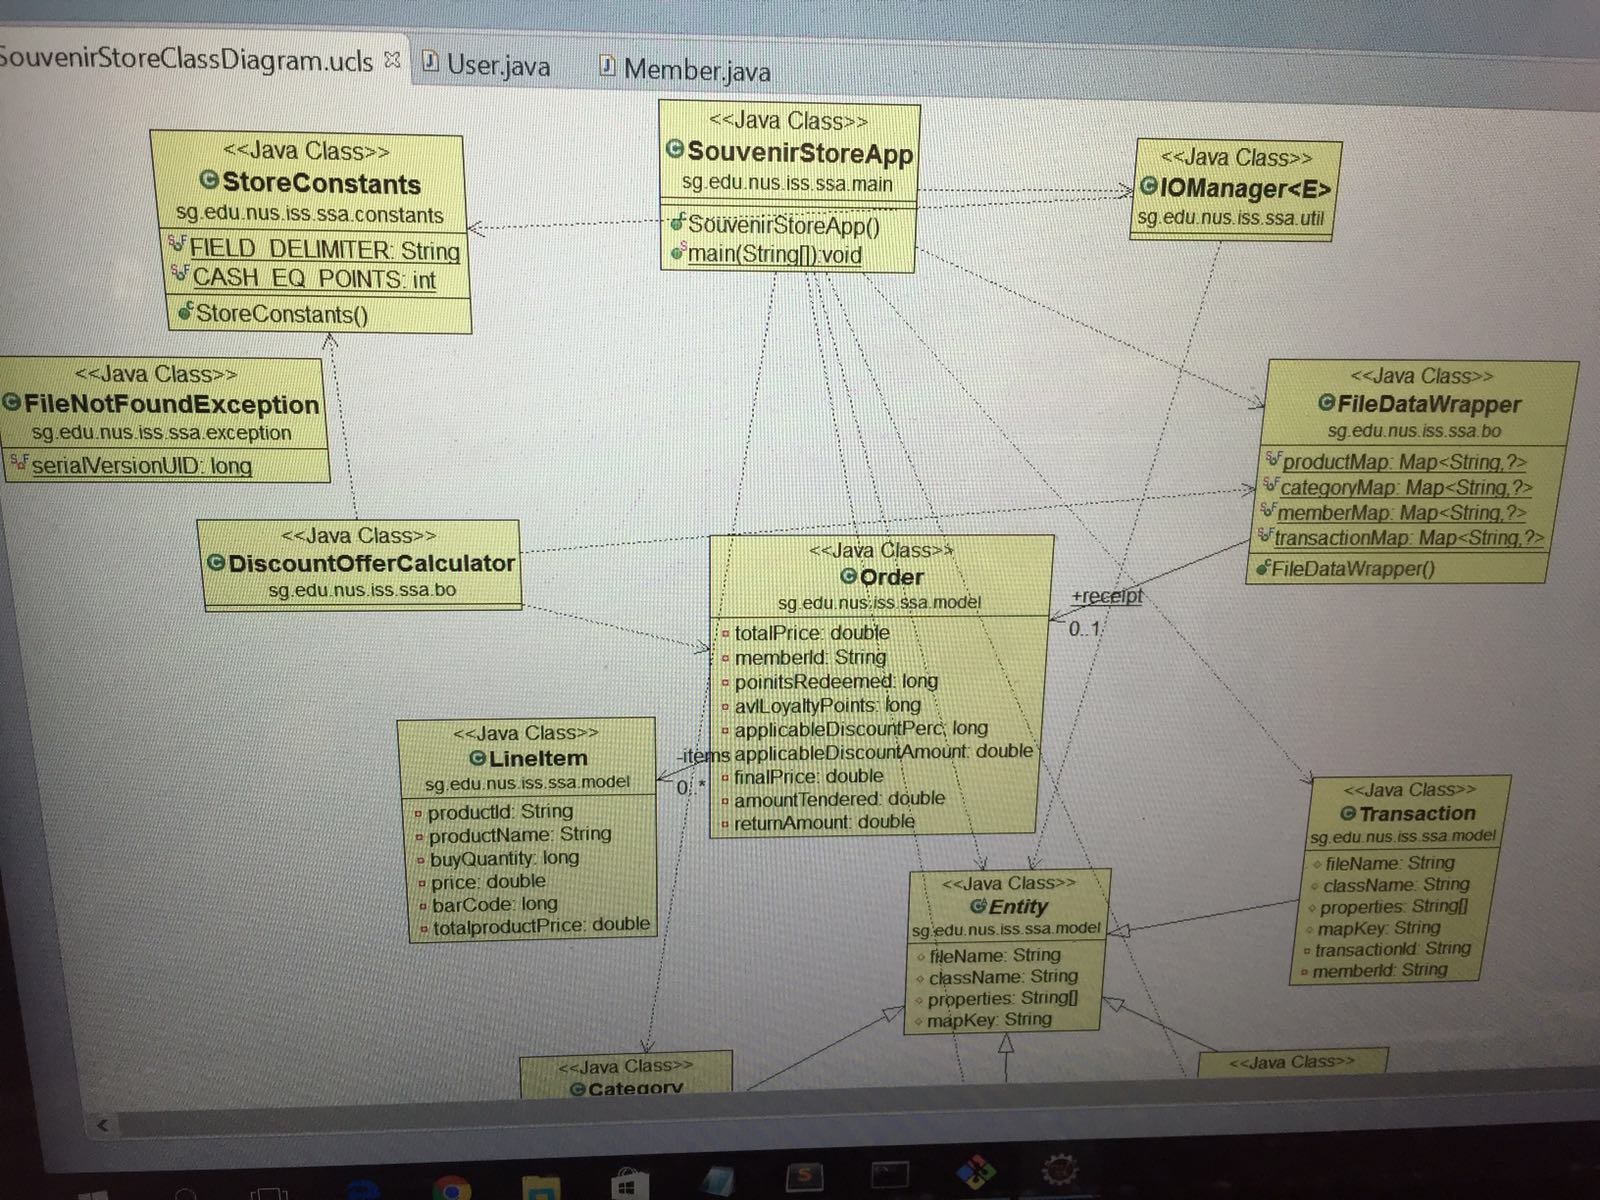 SouvenirStoreClassDiagram.ucls
User.java
Member.java
<<Java Class>>
StoreConstants
sg.edu.nus.iss.ssa.constants
FIELD_DELIMITER: String
CASH_EQ_POINTS: int
StoreConstants()
<<Java Class>>
SouvenirStoreApp
sg.edu.nus.iss.ssa.main
SouvenirStoreApp()
main(String[]):void
<<Java Class>>
IOManager<E>
sg.edu.nus.iss.ssa.util
<<Java Class>>
FileNotFoundException
sg.edu.nus.iss.ssa.exception
serialVersionUID: long
<<Java Class>>
FileDataWrapper
sg.edu.nus.iss.ssa.bo
productMap: Map<String,?>
categoryMap: Map<String,?>
memberMap: Map<String,?>
transactionMap: Map<String,?>
FileDataWrapper()
<<Java Class>>
DiscountOfferCalculator
sg.edu.nus.iss.ssa.bo
<<Java Class>>
Order
sg.edu.nus.iss.ssa.model
totalPrice: double
memberId: String
poinitsRedeemed: long
avlLoyaltyPoints: long
applicableDiscountPerc: long
applicableDiscountAmount: double
finalPrice: double
amountTendered: double
returnAmount: double
+receipt
0..1
-items
0..*
<<Java Class>>
LineItem
sg.edu.nus.iss.ssa.model
productId: String
productName: String
buyQuantity: long
price: double
barCode: long
totalproductPrice: double
<<Java Class>>
Transaction
sg.edu.nus.iss.ssa.model
fileName: String
className: String
properties: String[]
mapKey: String
transactionId: String
memberId: String
<<Java Class>>
Entity
sg.edu.nus.iss.ssa.model
fileName: String
className: String
properties: String[]
mapKey: String
<<Java Class>>
Category
<<Java Class>>